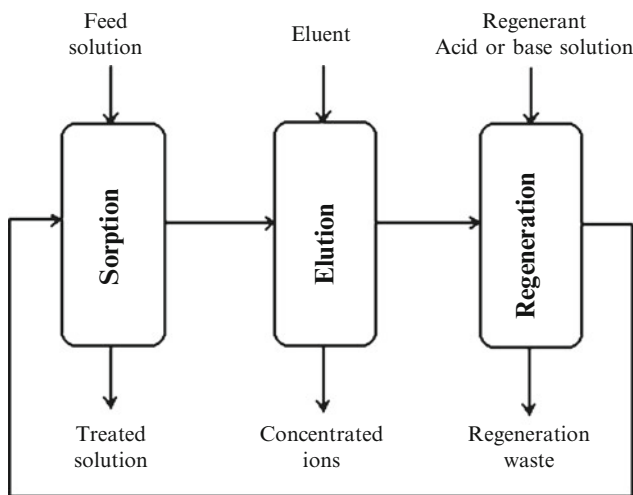 Feed
solution
Eluent
Regenerant
Acid or base solution
Sorption
Elution
Regeneration
Treated
solution
Concentrated
ions
Regeneration
waste